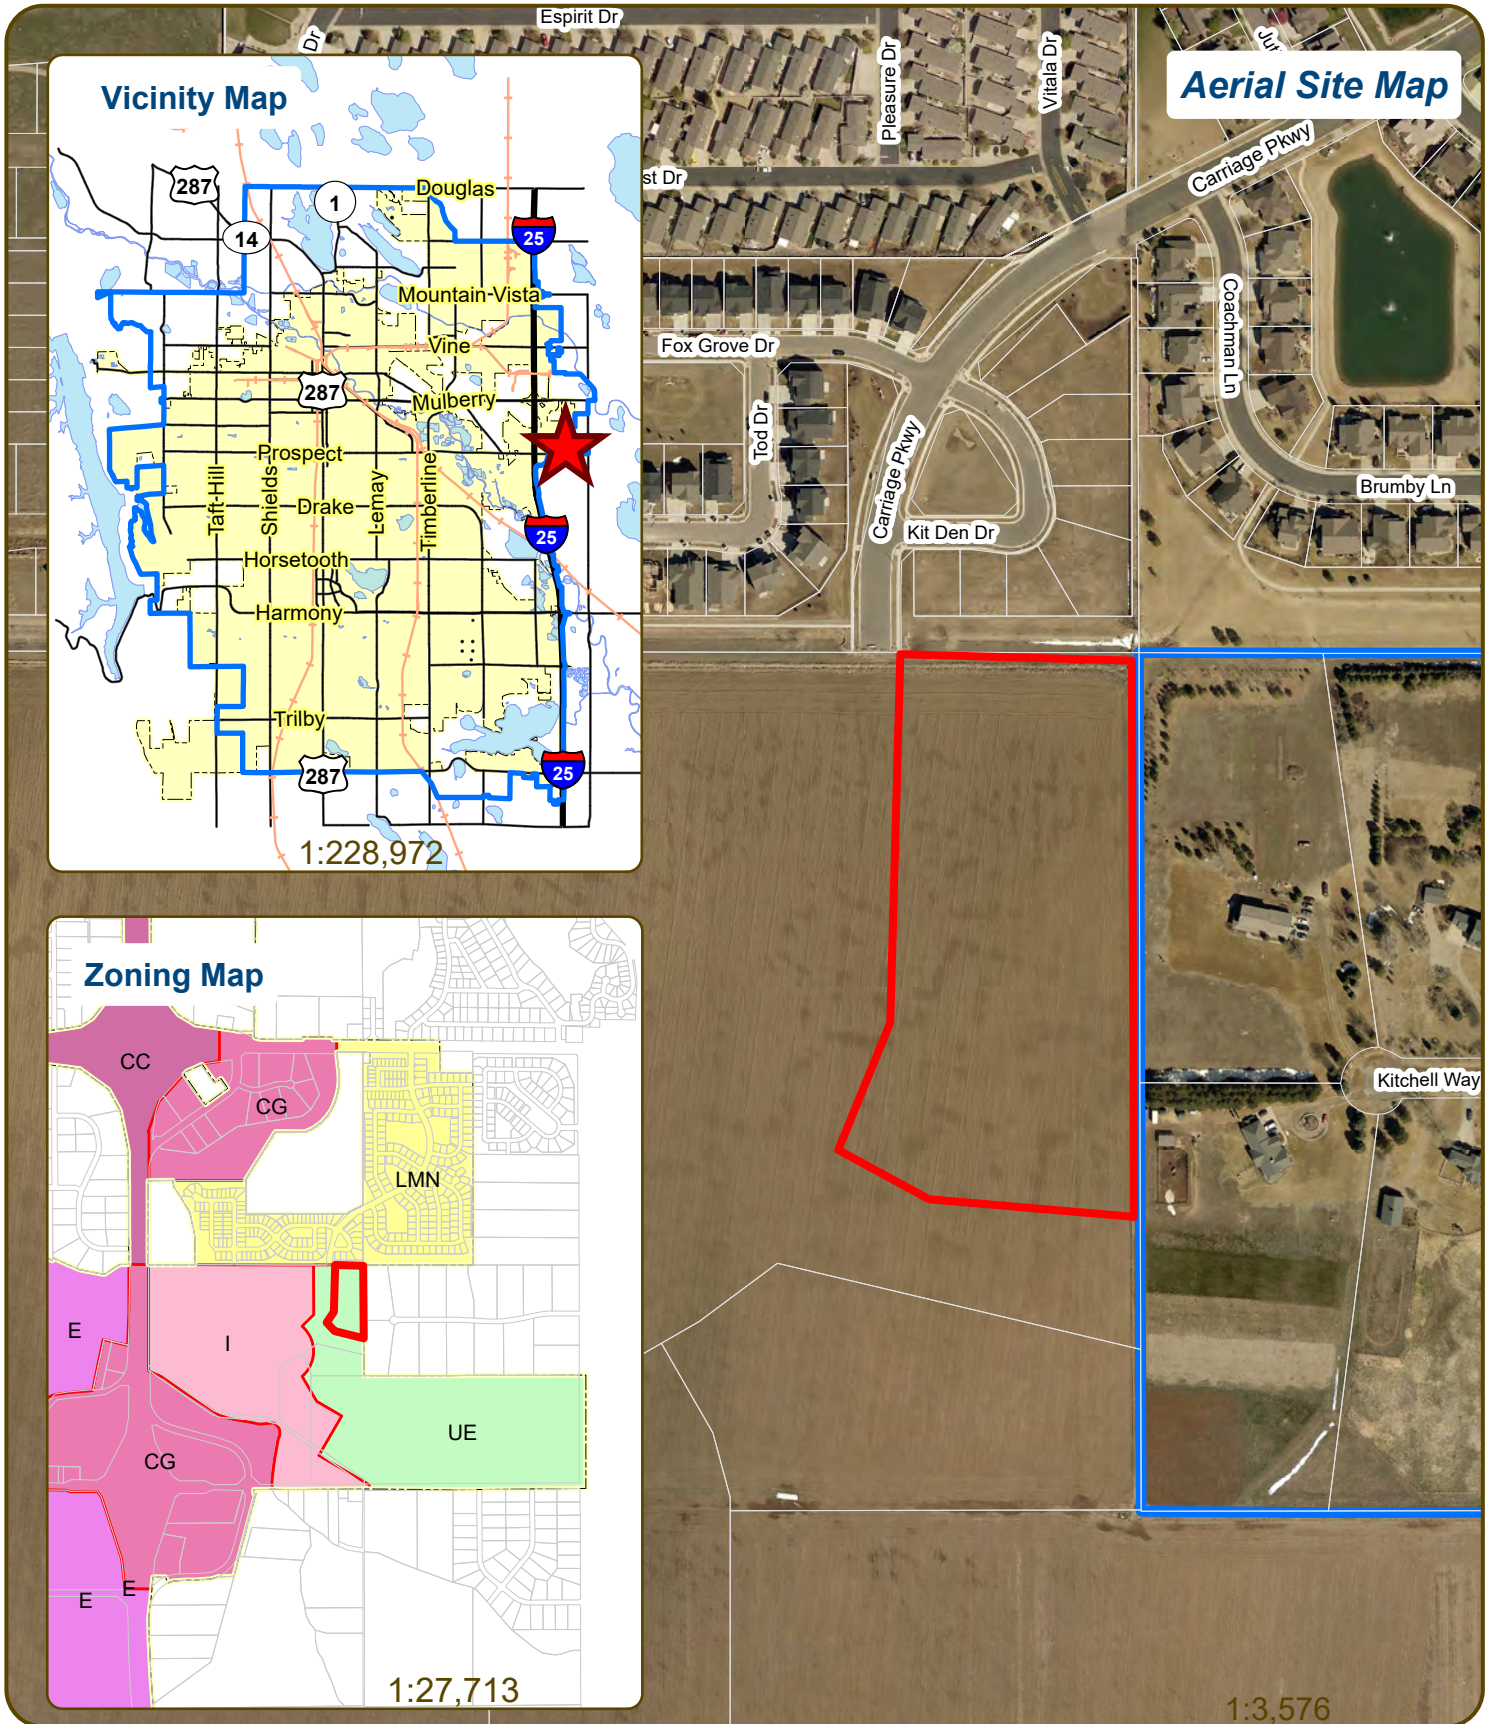 Espirit Dr
Dr
Pleasure Dr
Vitala Dr
Aerial Site Map
Carriage Pkwy
st Dr
Fox Grove Dr
Tod Dr
Carriage Pkwy
Kit Den Dr
Coachman Ln
Brumby Ln
Kitchell Way
1:3,576
Vicinity Map
287
14
1
Douglas
25
Mountain-Vista
Vine
287
Mulberry
Prospect
Taft-Hill
Shields
Drake
Lemay
Timberline
25
Horsetooth
Harmony
Trilby
287
25
1:228,972
Zoning Map
CC
CG
LMN
E
I
CG
UE
E
E
1:27,713